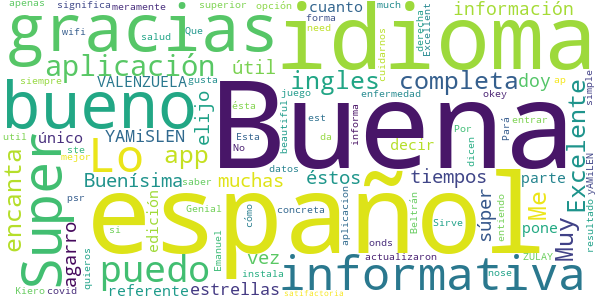 apenas significa meramente superior opción much
gracias idioma
cuanto información
wifi salud Que forma need derecha Excellent cuidarnos
aplicación útil
VALENZUELA ingles completa doy
siempre gusta juego enfermedad okey ap simple
bueno Buena
elijo beautiful ésta est Esta No da informa Pará entrar
Excelente
único YAMiSLEN
util ste mejor
Super Lo app
decir Por dicen
Buenísima saber muchas datos éstos tiempos parte
encanta español Me Muy
yAMiLEN resultado
psr Genial cómo concreta aplicacion Beltrán Sirve súper entiendo pone
agarro edición si Emanuel vez
actualizaron ZULAY
quieros puedo onds informativa
instala nose
Kiero covid referente estrellas satisfactoria